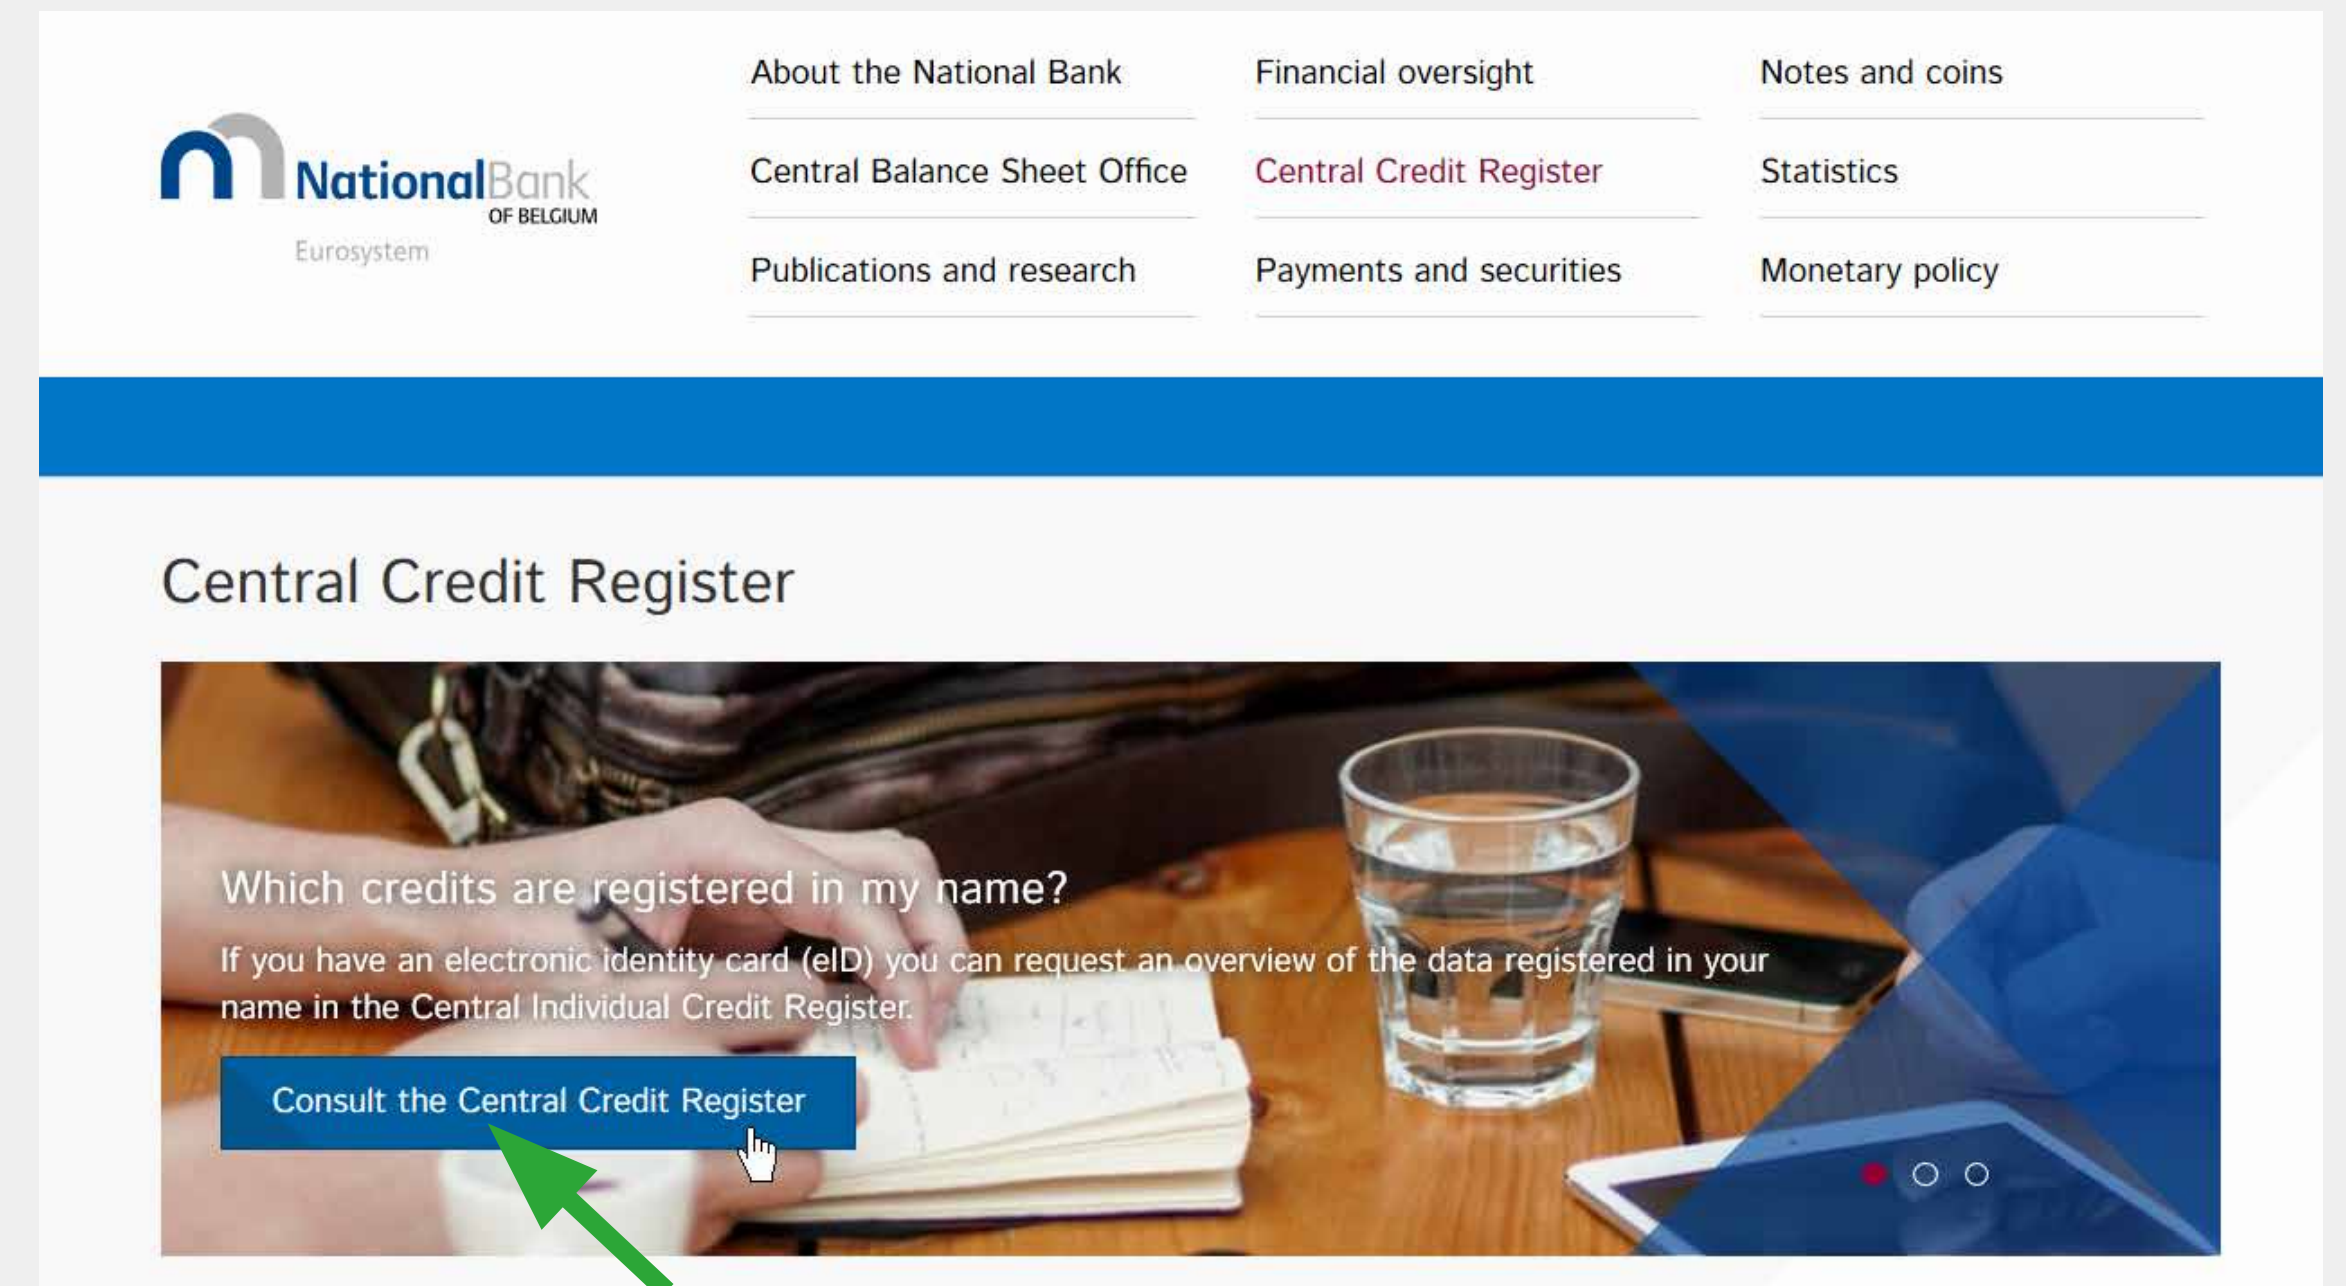 About the National Bank
Financial oversight
Notes and coins
NationalBank
OF BELGIUM
Eurosystem
Central Balance Sheet Office
Central Credit Register
Statistics
Publications and research
Payments and securities
Monetary policy
Central Credit Register
Which credits are registered in my name?
If you have an electronic identity card (eID) you can request an overview of the data registered in your
name in the Central Individual Credit Register.
Consult the Central Credit Register